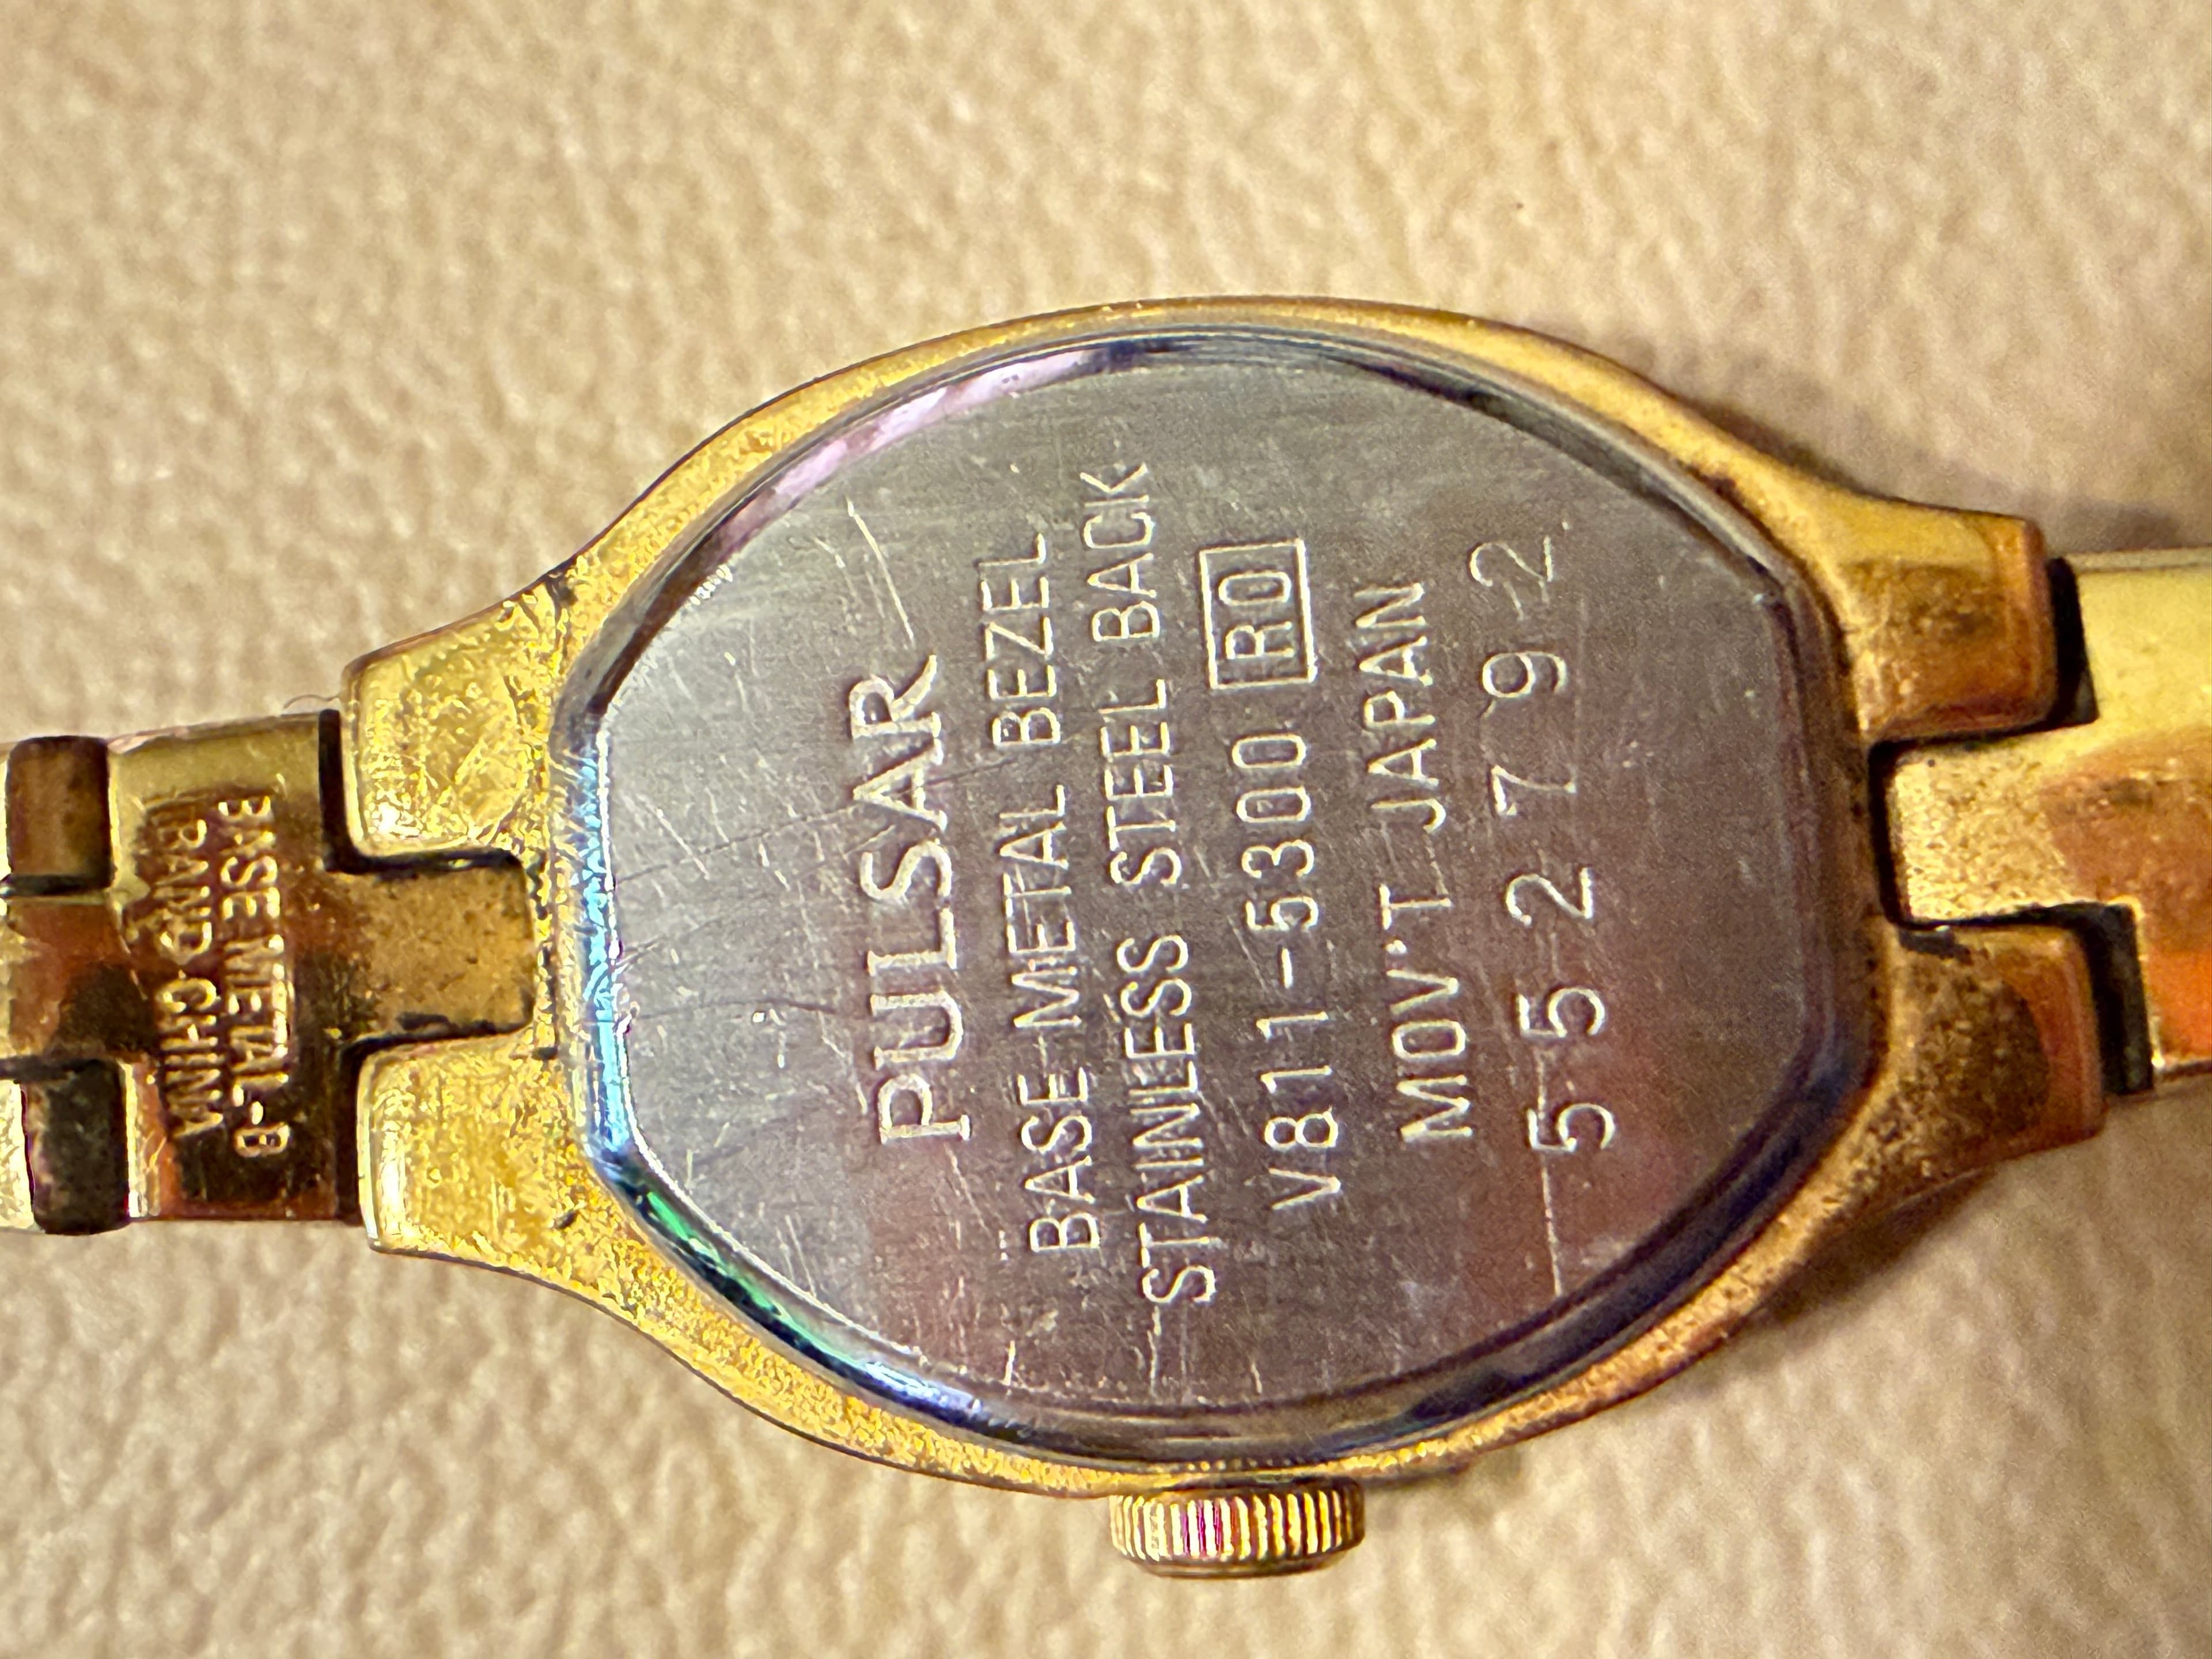 PULSAR
BASE METAL BEZEL
STAINLESS STEEL BACK
V811-5300 R0
MOV'T JAPAN
552792
BASE METAL-B
BAND-CHINA